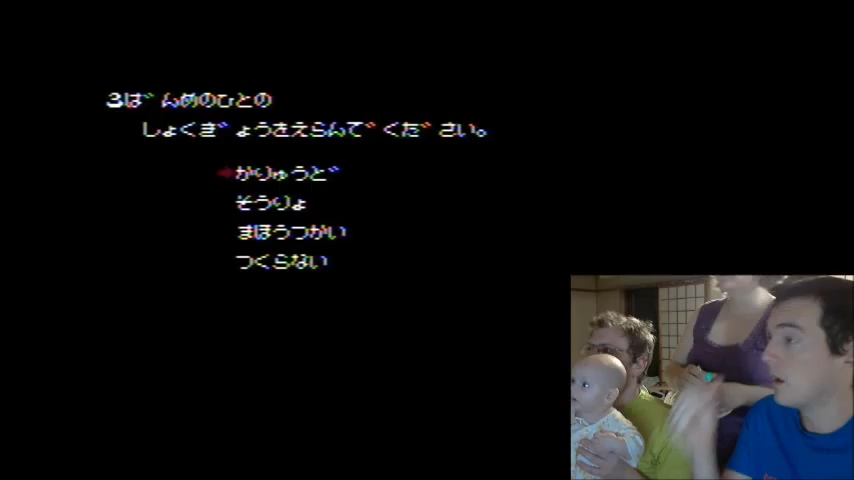 3ばんめのひとの
しょくぎょうをえらんでください。
かりゅうど
そうりょ
まほうつかい
つくらない